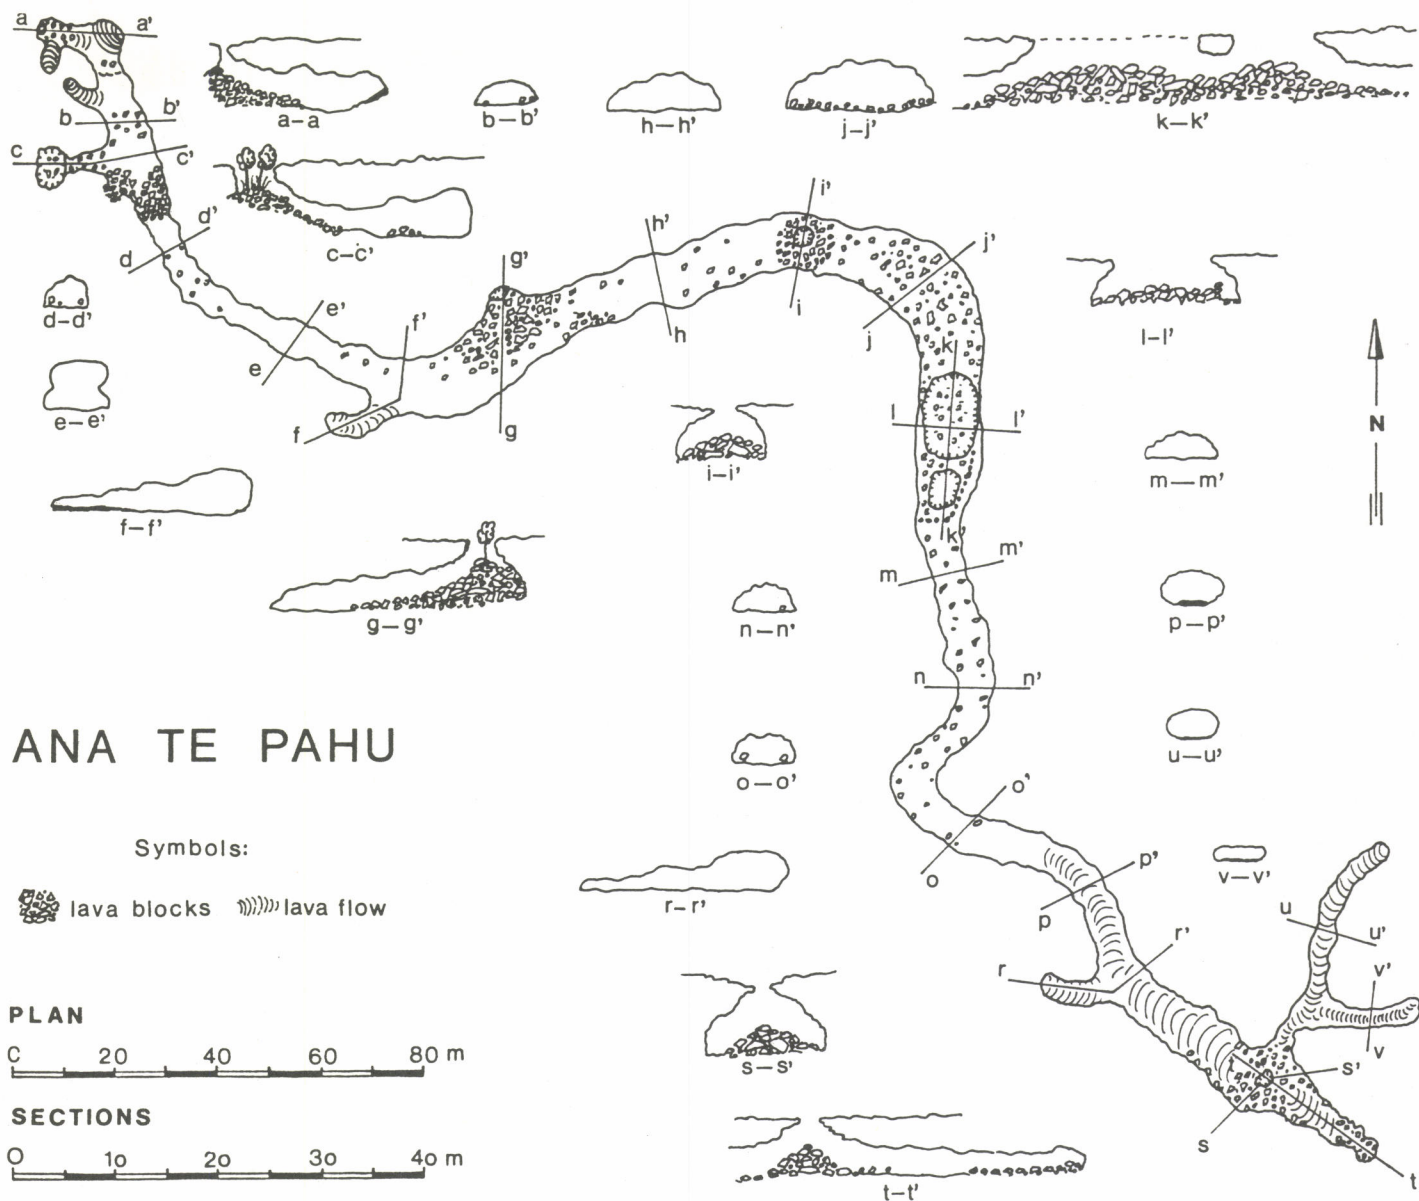 a a'
a—a
b—b'
h—h'
j—j'
k—k'
b b'
c c'
c—c'
d d'
d—d'
g'
h'
i'
j'
i
j
h
l—l'
e'
f'
e
e—e'
k
l l'
N
f
g
i—i'
m—m'
f—f'
k'
m m'
g—g'
n—n'
p—p'
n n'
ANA TE PAHU
u—u'
o—o'
o'
Symbols:
lava blocks lava flow
r—r'
o
p'
v—v'
p
u u'
r r'
v'
v
PLAN
C 20 40 60 80 m
s—s'
t
s'
s
SECTIONS
0 10 20 30 40 m
t—t'
t